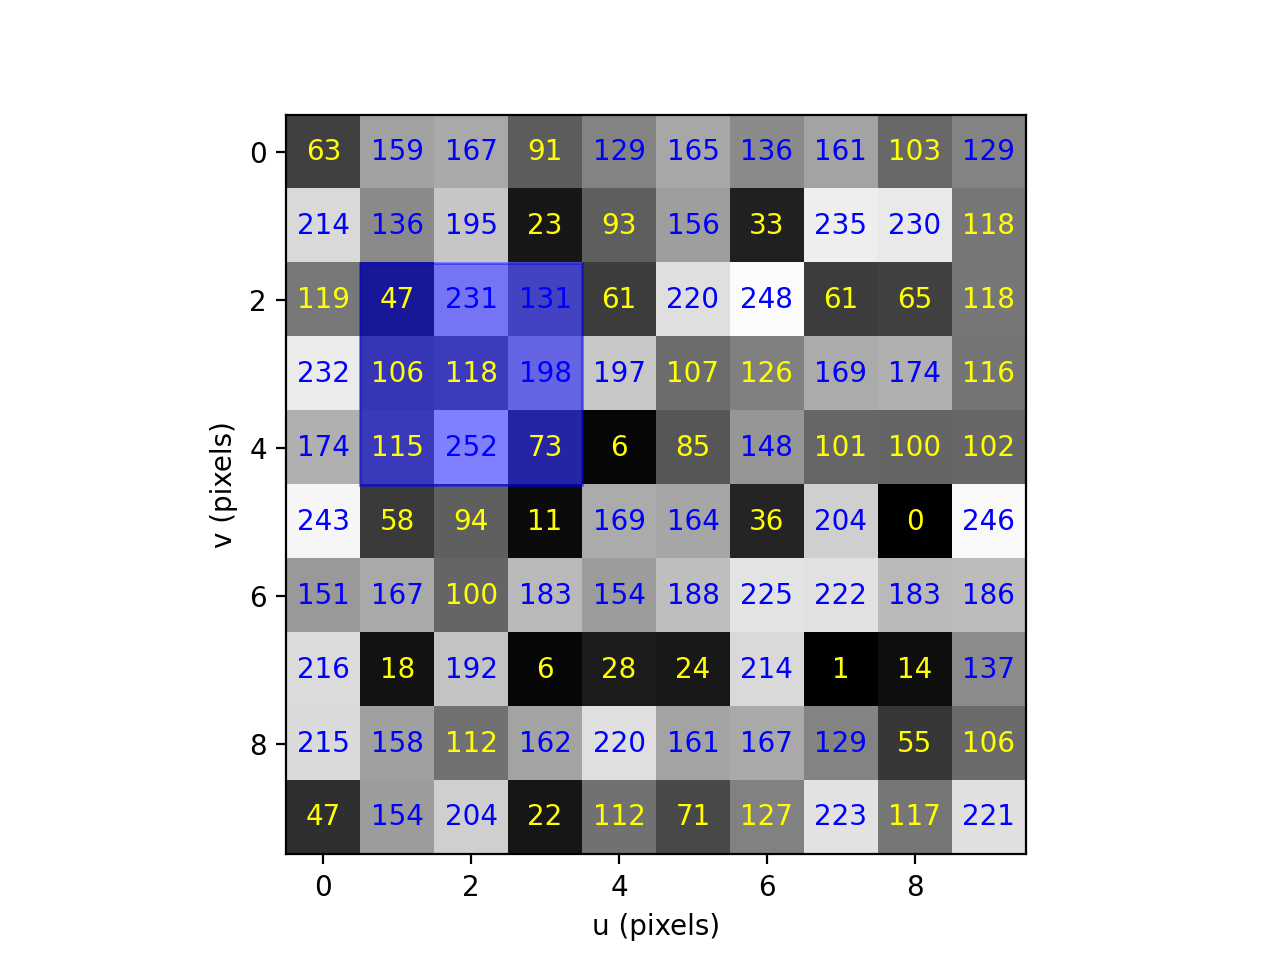 0 63 159 167 91 129 165 136 161 103 129
214 136 195 23 93 156 33 235 230 118
2 119 47 231 131 61 220 248 61 65 118
232 106 118 198 197 107 126 169 174 116
4 174 115 252 73 6 85 148 101 100 102
243 58 94 11 169 164 36 204 0 246
6 151 167 100 183 154 188 225 222 183 186
216 18 192 6 28 24 214 1 14 137
8 215 158 112 162 220 161 167 129 55 106
47 154 204 22 112 71 127 223 117 221
0 2 4 6 8
u (pixels)
v (pixels)